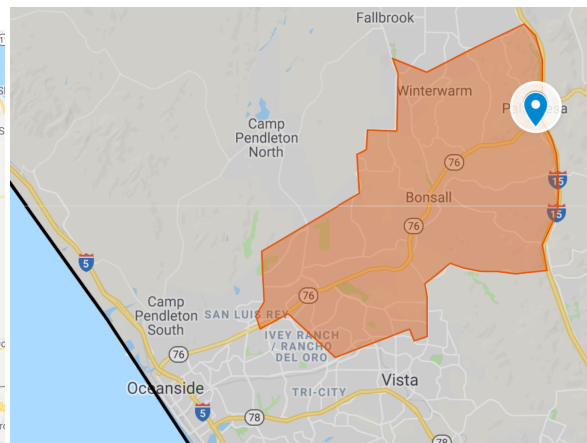 Fallbrook
Winterwarm
Camp
Pendleton
North
76
15
Bonsall
15
76
5
76
Camp
Pendleton
South
SAN LUIS REY
IVEY RANCH
/ RANCHO
DEL ORO
76
Oceanside
TRI-CITY
Vista
5
78
78